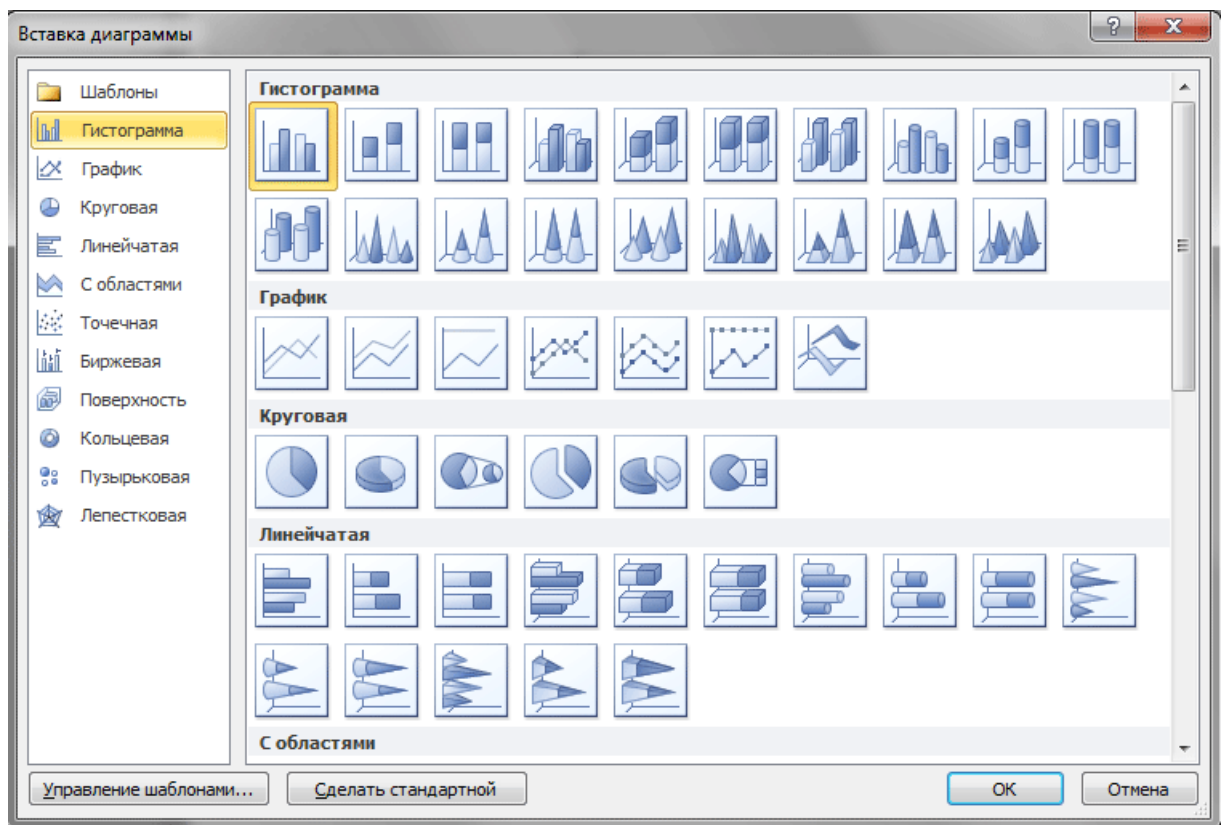 Вставка диаграммы
Шаблоны
Гистограмма
График
Круговая
Линейчатая
С областями
Точечная
Биржевая
Поверхность
Кольцевая
Пузырьковая
Лепестковая
Гистограмма
График
Круговая
Линейчатая
С областями
Управление шаблонами...
Сделать стандартной
ОК
Отмена